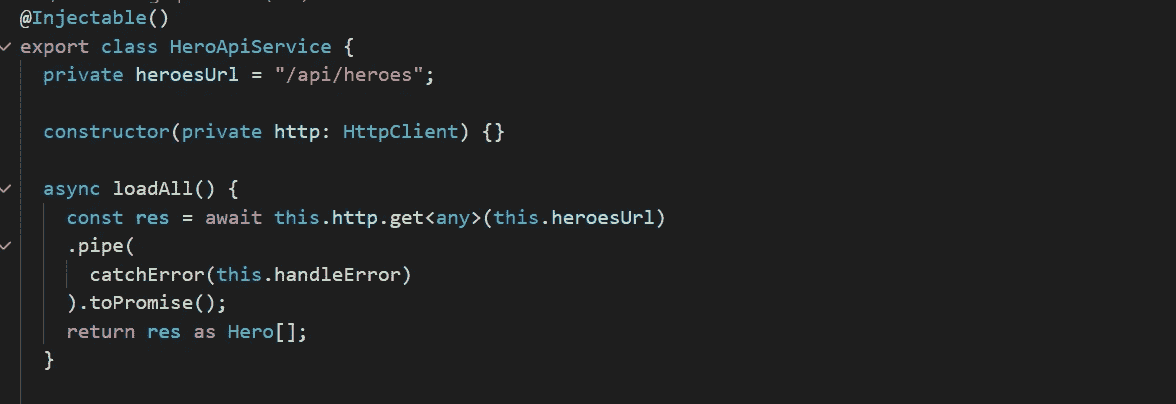 @Injectable()
export class HeroApiService {
private heroesUrl = "/api/heroes";
constructor(private http: HttpClient) {}
async loadAll() {
const res = await this.http.get<any>(this.heroesUrl)
.pipe(
catchError(this.handleError)
).toPromise();
return res as Hero[];
}